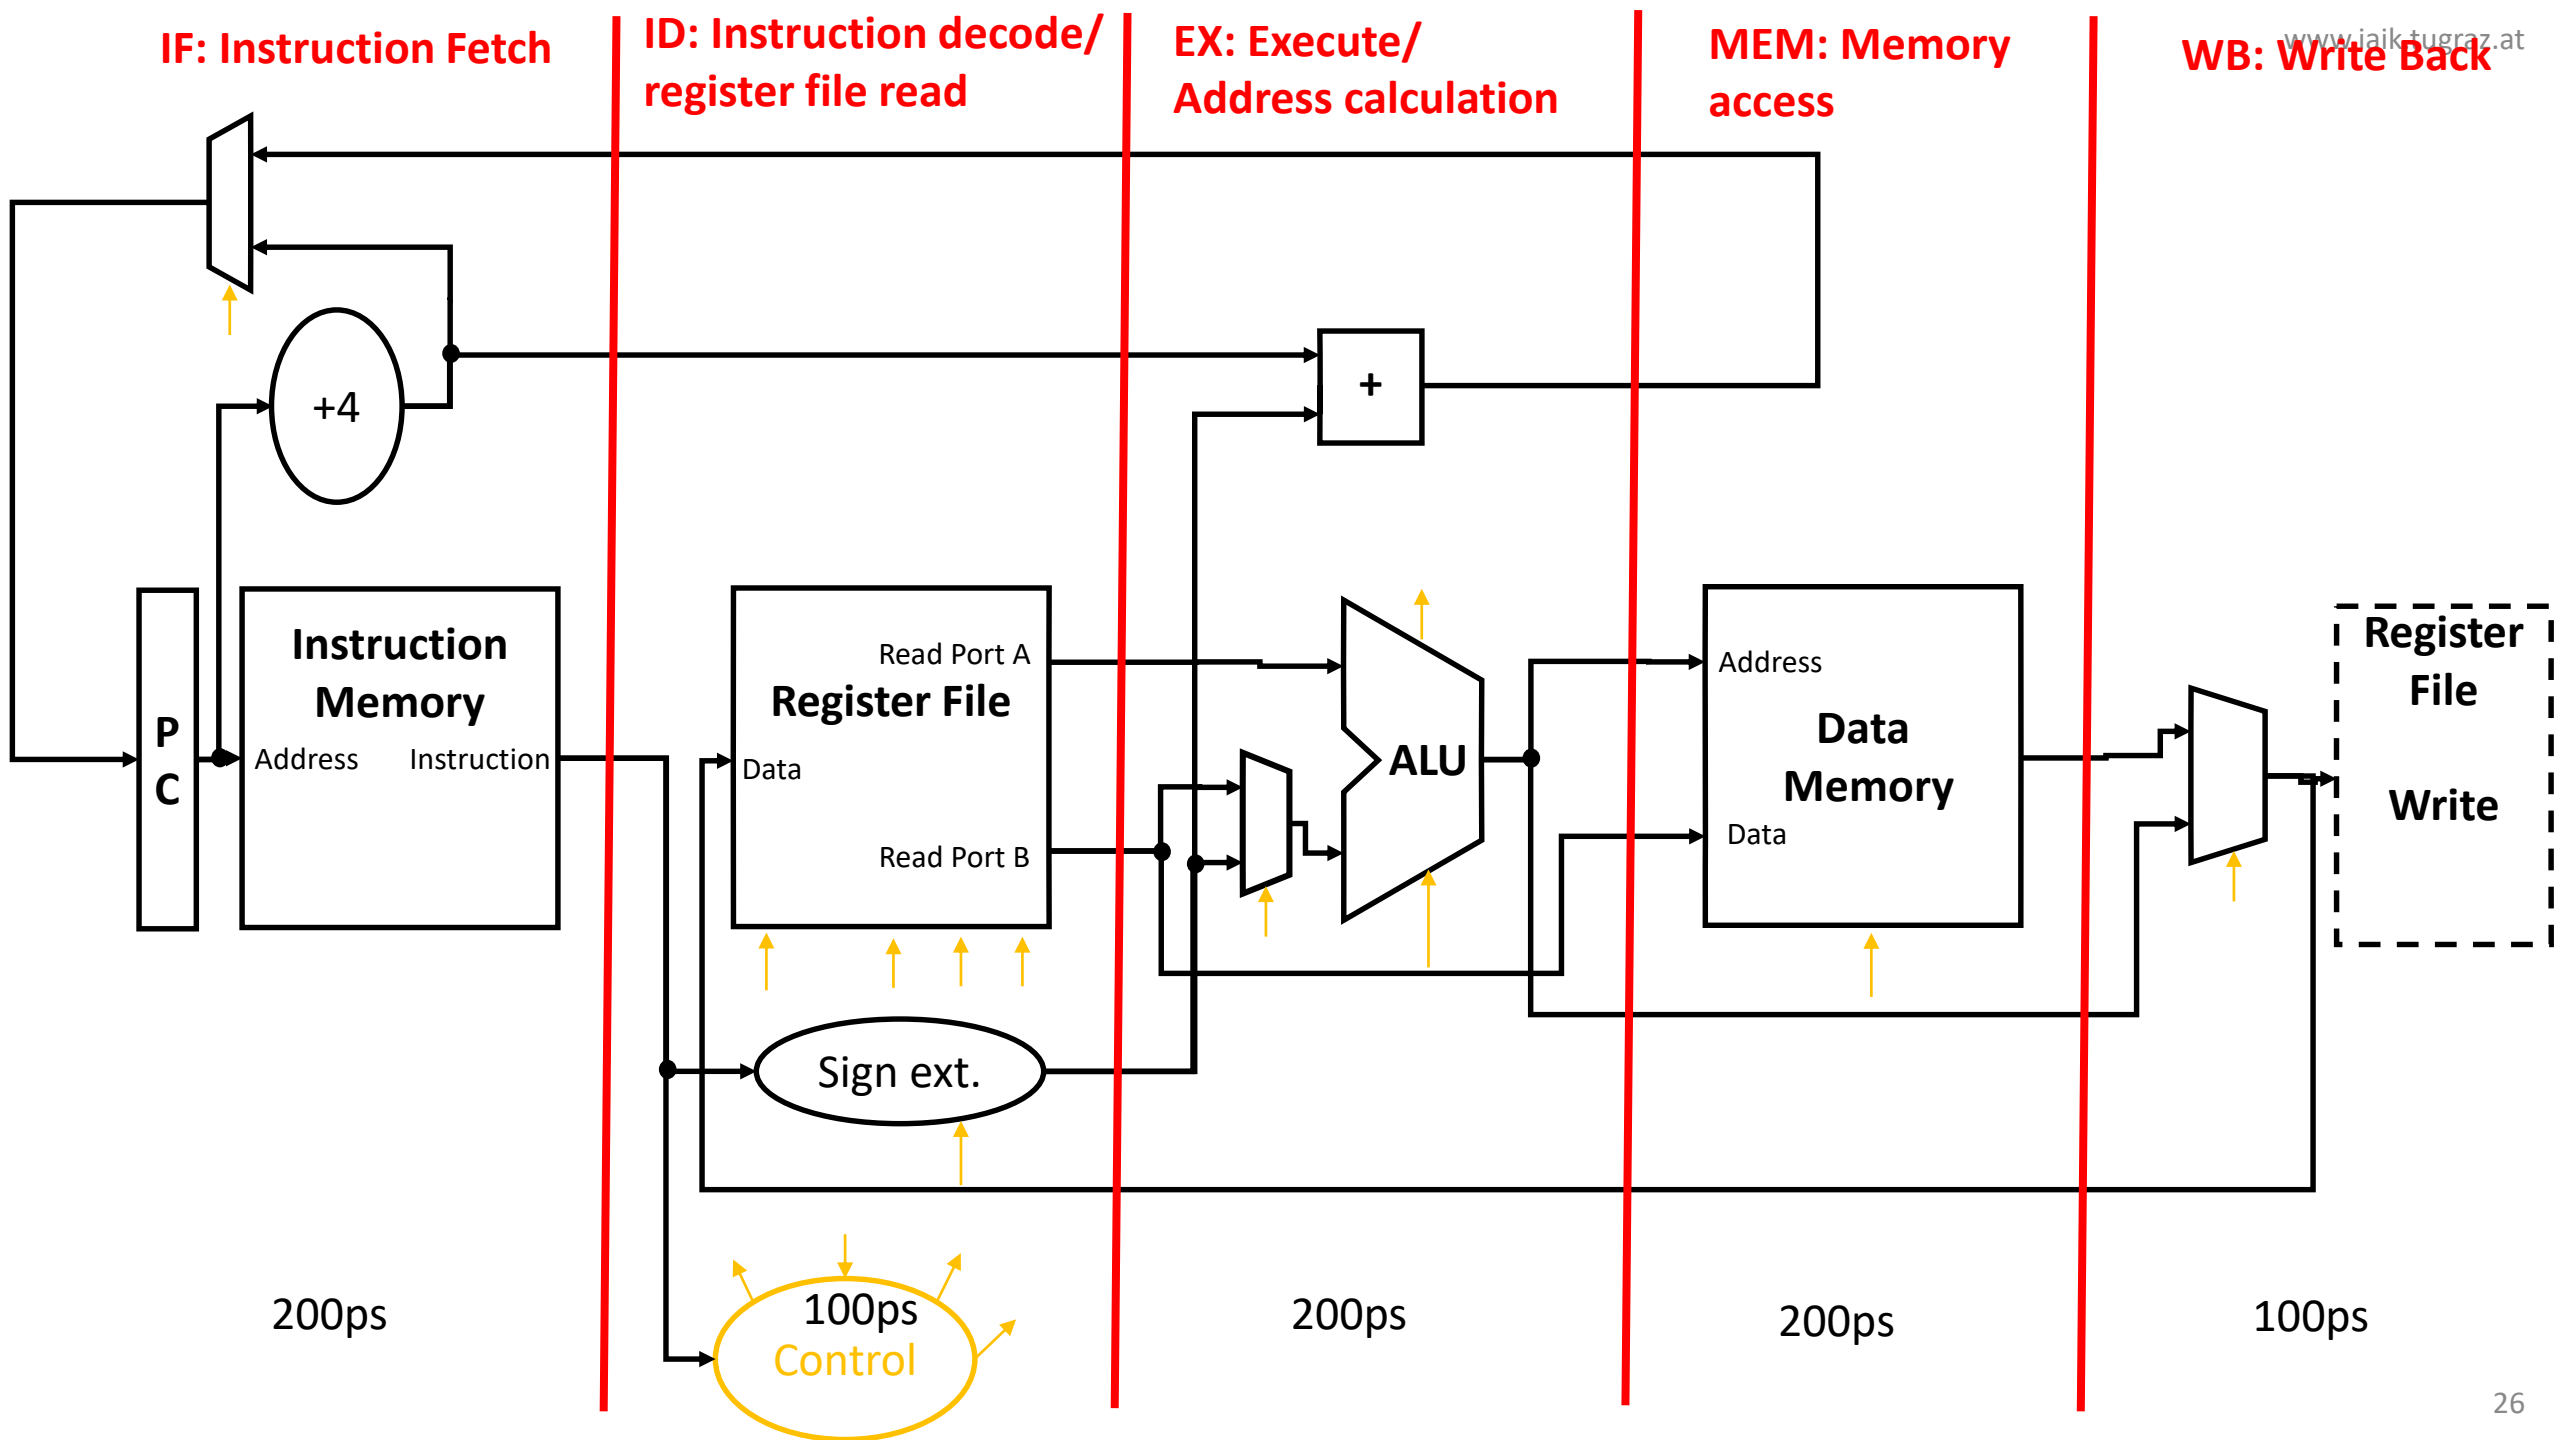 IF: Instruction Fetch
ID: Instruction decode/
register file read
EX: Execute/
Address calculation
MEM: Memory
access
www.iaik.tugraz.at
WB: Write Back
+4
+
P
C
Instruction
Memory
Address
Instruction
Read Port A
Register File
Data
Read Port B
ALU
Address
Data
Memory
Data
Register
File
Write
Sign ext.
200ps
100ps
Control
200ps
200ps
100ps
26